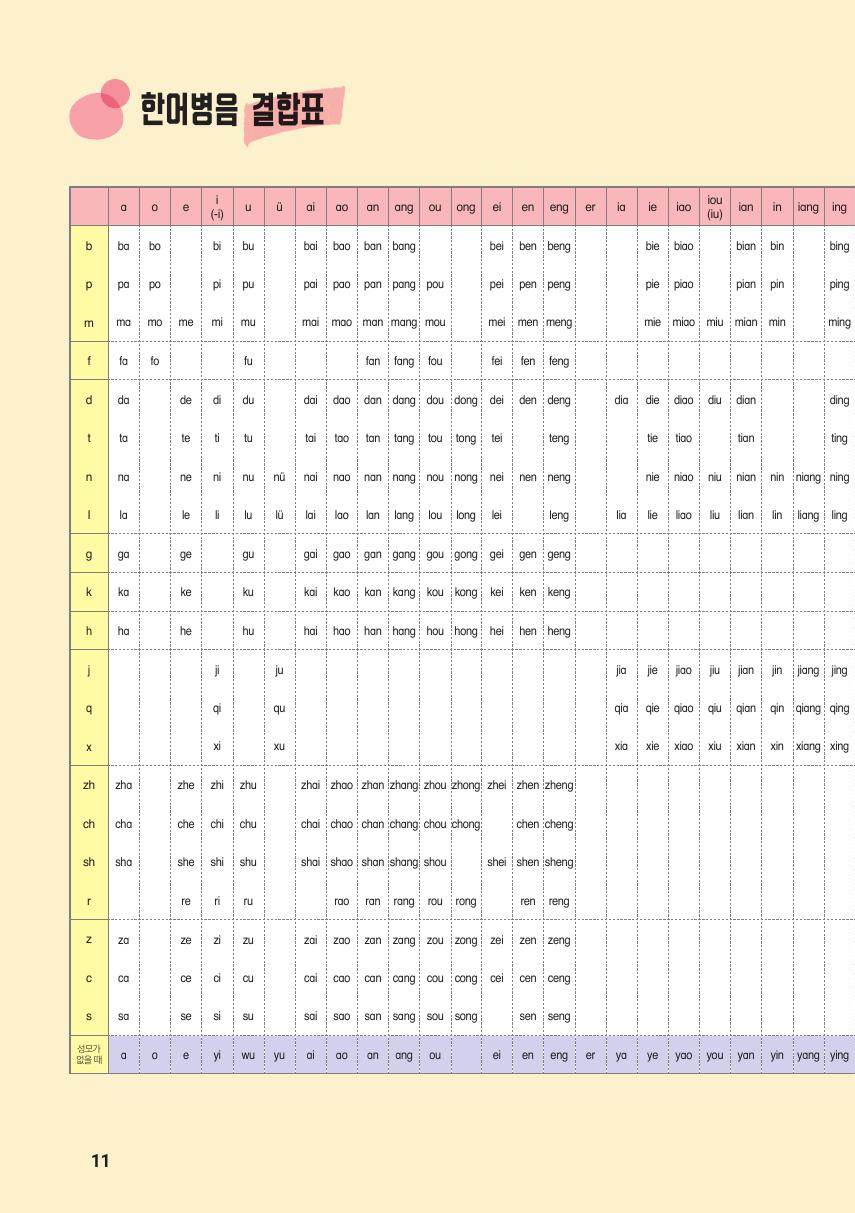 한어병음 결합표
a o e i (-i) u ü ai ao an ang ou ong ei en eng er ia ie iao iou (iu) ian in iang ing
b ba bo bi bu bai bao ban bang bei ben beng bie biao bian bin bing
p pa po pi pu pai pao pan pang pou pei pen peng pie piao pian pin ping
m ma mo me mi mu mai mao man mang mou mei men meng mie miao miu mian min ming
f fa fo fu fan fang fou fei fen feng
d da de di du dai dao dan dang dou dong dei den deng dia die diao diu dian ding
t ta te ti tu tai tao tan tang tou tong tei teng tie tiao tian ting
n na ne ni nu nü nai nao nan nang nou nong nei nen neng nie niao niu nian nin niang ning
l la le li lu lü lai lao lan lang lou long lei leng lia lie liao liu lian lin liang ling
g ga ge gu gai gao gan gang gou gong gei gen geng
k ka ke ku kai kao kan kang kou kong kei ken keng
h ha he hu hai hao han hang hou hong hei hen heng
j ji ju jia jie jiao jiu jian jin jiang jing
q qi qu qia qie qiao qiu qian qin qiang qing
x xi xu xia xie xiao xiu xian xin xiang xing
zh zha zhe zhi zhu zhai zhao zhan zhang zhou zhong zhei zhen zheng
ch cha che chi chu chai chao chan chang chou chong chen cheng
sh sha she shi shu shai shao shan shang shou shei shen sheng
r re ri ru rao ran rang rou rong ren reng
z za ze zi zu zai zao zan zang zou zong zei zen zeng
c ca ce ci cu cai cao can cang cou cong cei cen ceng
s sa se si su sai sao san sang sou song sen seng
성모가 없을 때 a o e yi wu yu ai ao an ang ou ei en eng er ya ye yao you yan yin yang ying
11